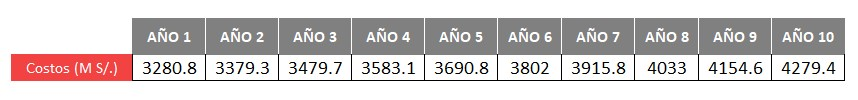 AÑO 1 AÑO 2 AÑO 3 AÑO 4 AÑO 5 AÑO 6 AÑO 7 AÑO 8 AÑO 9 AÑO 10
Costos (M S/.) 3280.8 3379.3 3479.7 3583.1 3690.8 3802 3915.8 4033 4154.6 4279.4